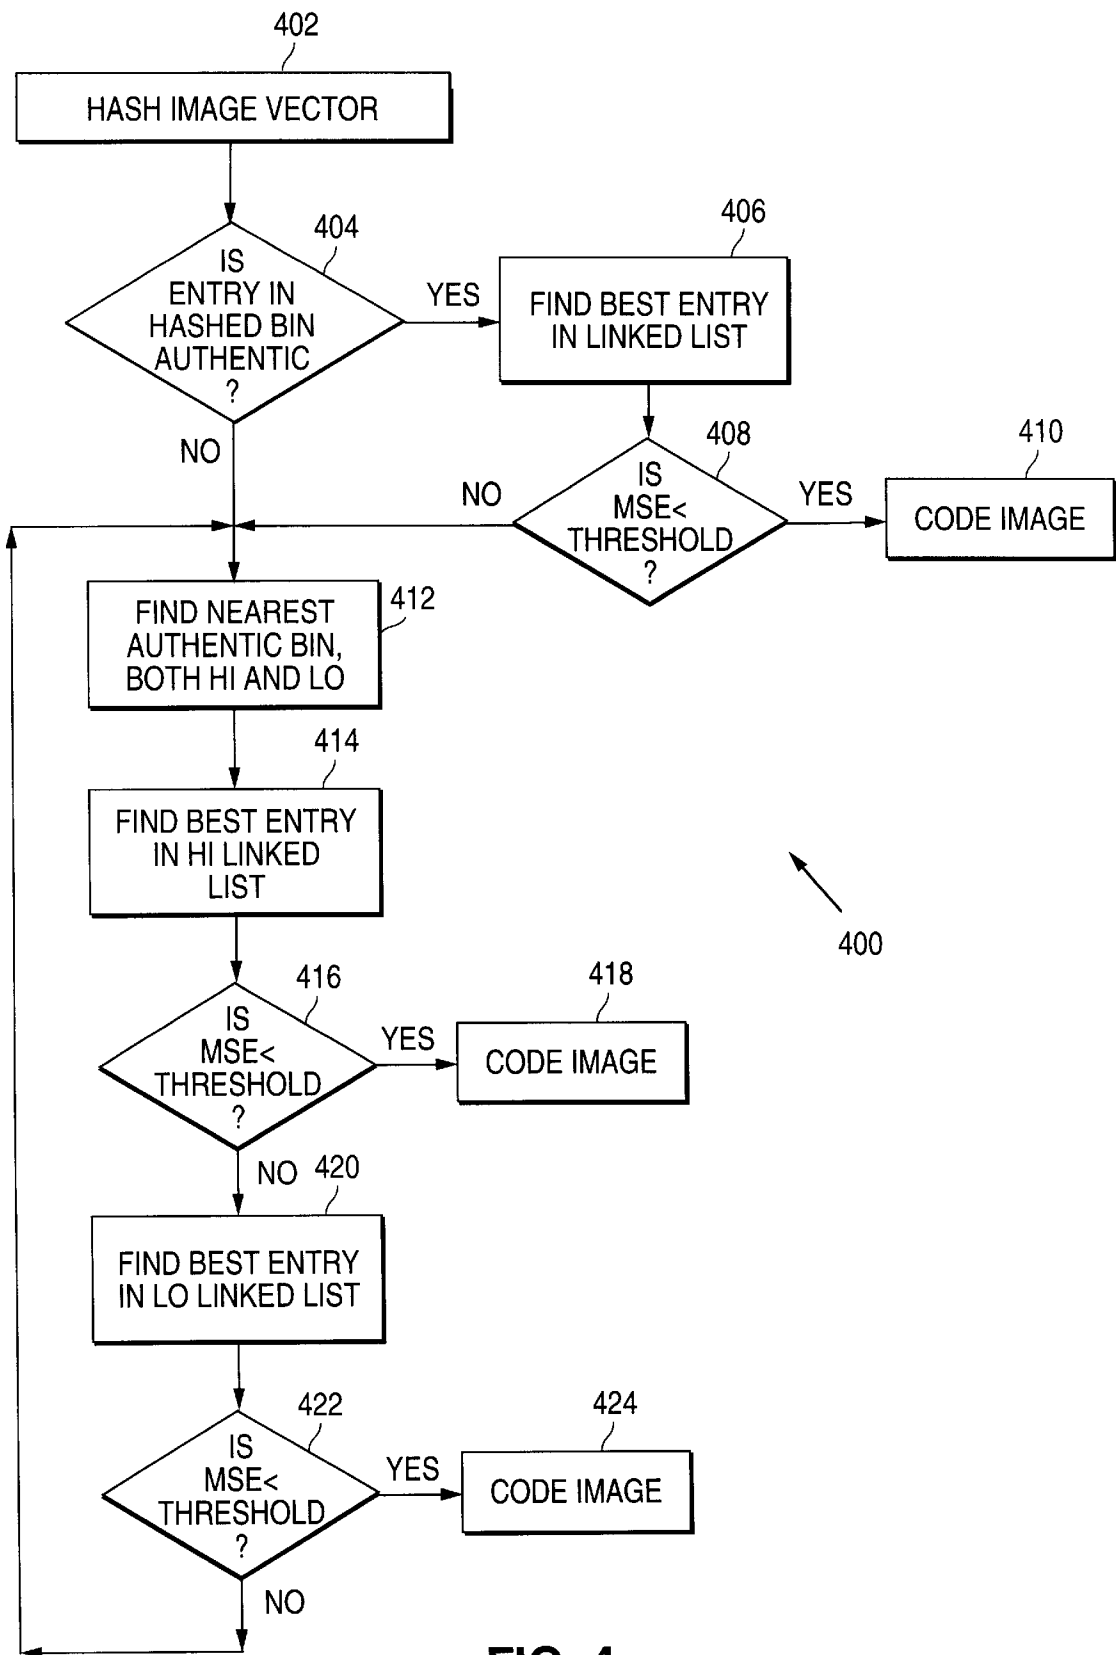 402
HASH IMAGE VECTOR
404
IS
ENTRY IN
HASHED BIN
AUTHENTIC
?
YES
NO
406
FIND BEST ENTRY
IN LINKED LIST
408
IS
MSE<
THRESHOLD
?
NO
YES
410
CODE IMAGE
412
FIND NEAREST
AUTHENTIC BIN,
BOTH HI AND LO
414
FIND BEST ENTRY
IN HI LINKED
LIST
400
416
IS
MSE<
THRESHOLD
?
YES
NO
418
CODE IMAGE
420
FIND BEST ENTRY
IN LO LINKED LIST
422
IS
MSE<
THRESHOLD
?
YES
NO
424
CODE IMAGE
FIG. 4